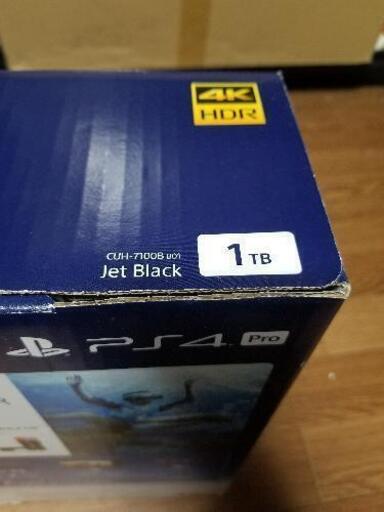 4K
HDR
CUH-7100B B01
Jet Black
1TB
PS4 Pro
R